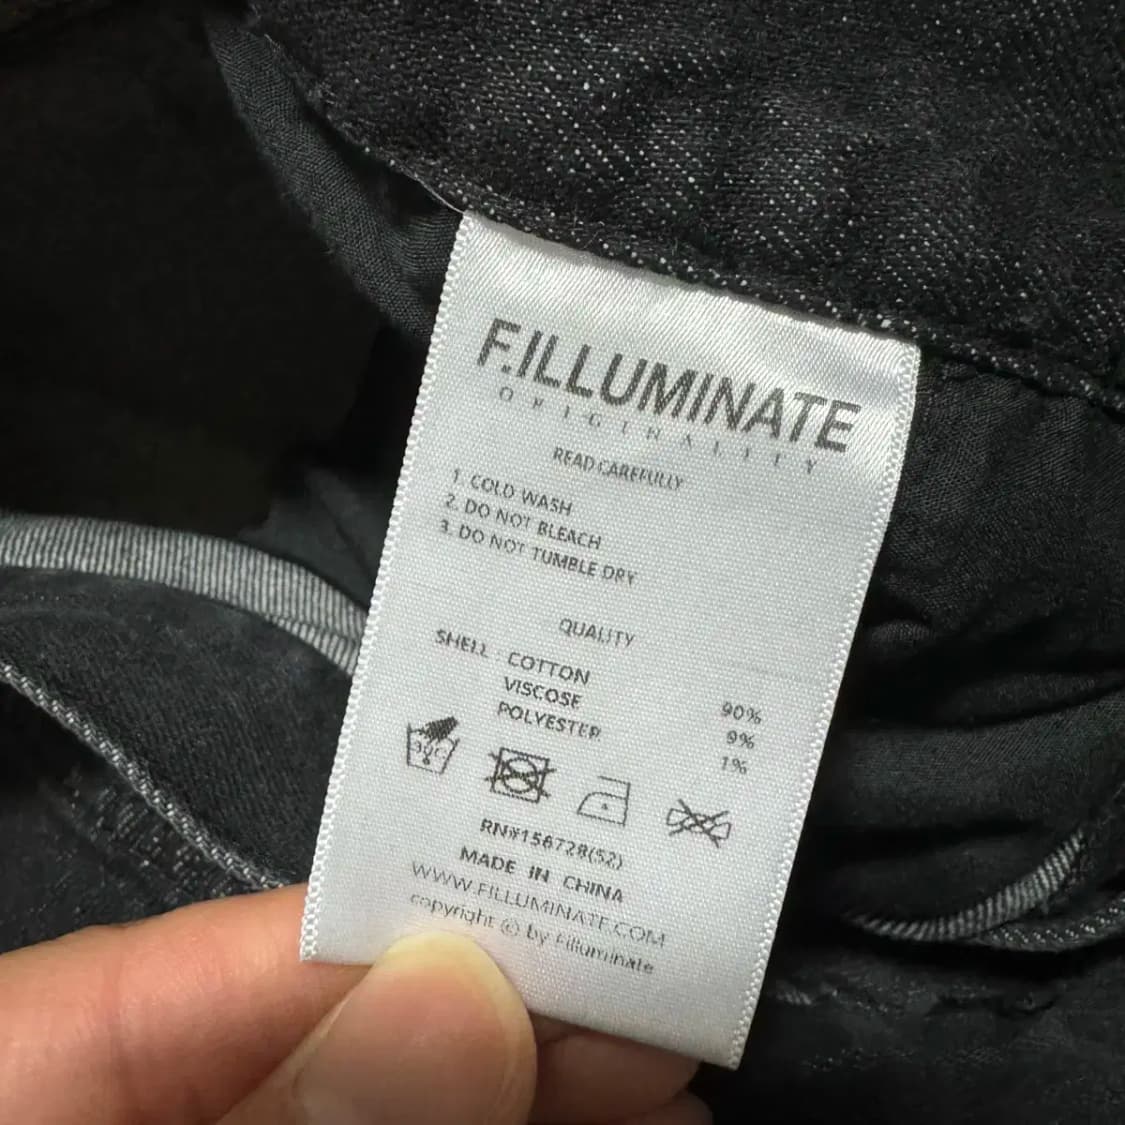 F.ILLUMINATE
ORIGINALITY
READ CAREFULLY
1. COLD WASH
2. DO NOT BLEACH
3. DO NOT TUMBLE DRY
QUALITY
SHELL : COTTON 90%
VISCOSE 9%
POLYESTER 1%
30C
RN#156728(52)
MADE IN CHINA
WWW.FILLUMINATE.COM
copyright © by Filluminate